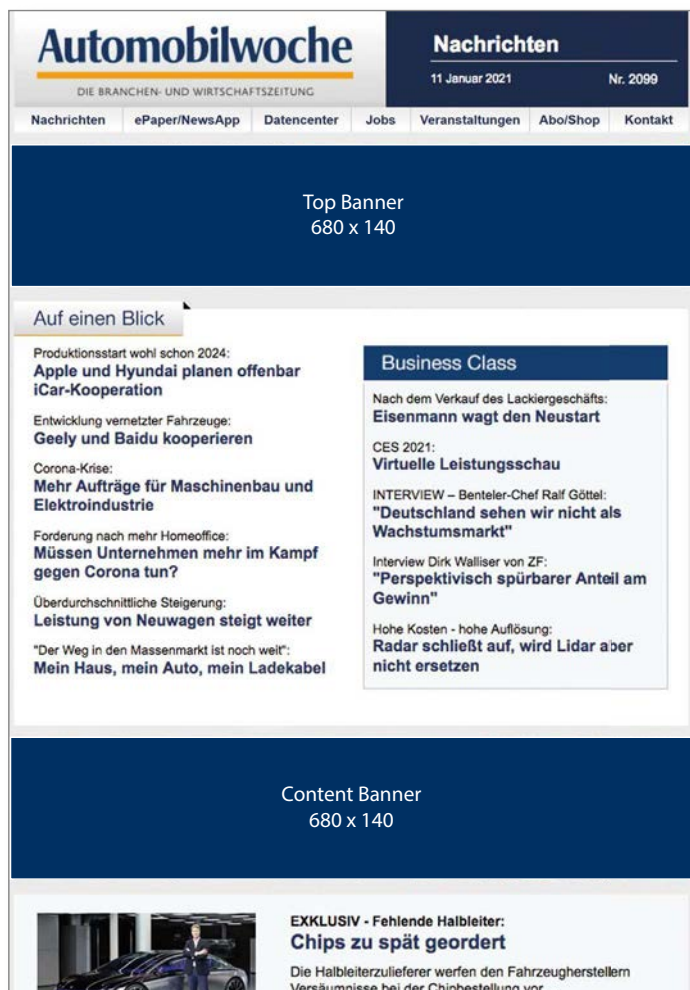 Automobilwoche
DIE BRANCHEN- UND WIRTSCHAFTSZEITUNG
Nachrichten
11 Januar 2021 Nr. 2099
Nachrichten ePaper/NewsApp Datencenter Jobs Veranstaltungen Abo/Shop Kontakt
Top Banner
680 x 140
Auf einen Blick
Produktionsstart wohl schon 2024:
Apple und Hyundai planen offenbar
iCar-Kooperation
Entwicklung vernetzter Fahrzeuge:
Geely und Baidu kooperieren
Corona-Krise:
Mehr Aufträge für Maschinenbau und
Elektroindustrie
Forderung nach mehr Homeoffice:
Müssen Unternehmen mehr im Kampf
gegen Corona tun?
Überdurchschnittliche Steigerung:
Leistung von Neuwagen steigt weiter
"Der Weg in den Massenmarkt ist noch weit":
Mein Haus, mein Auto, mein Ladekabel
Business Class
Nach dem Verkauf des Lackiergeschäfts:
Eisenmann wagt den Neustart
CES 2021:
Virtuelle Leistungsschau
INTERVIEW – Benteler-Chef Ralf Göttel:
"Deutschland sehen wir nicht als
Wachstumsmarkt"
Interview Dirk Walliser von ZF:
"Perspektivisch spürbarer Anteil am
Gewinn"
Hohe Kosten - hohe Auflösung:
Radar schließt auf, wird Lidar aber
nicht ersetzen
Content Banner
680 x 140
EXKLUSIV - Fehlende Halbleiter:
Chips zu spät geordert
Die Halbleiterzulieferer werfen den Fahrzeugherstellern
Versäumnisse bei der Chipbestellung vor